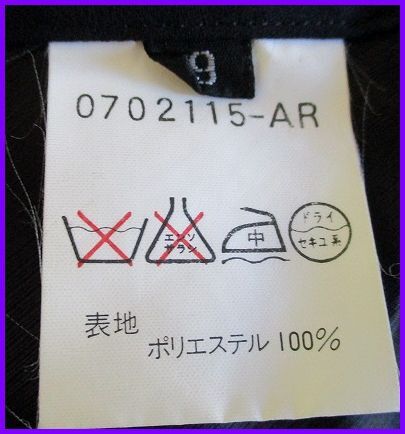 9
0702115-AR
エンソ
サラシ
中
ドライ
セキユ系
表地
ポリエステル 100%